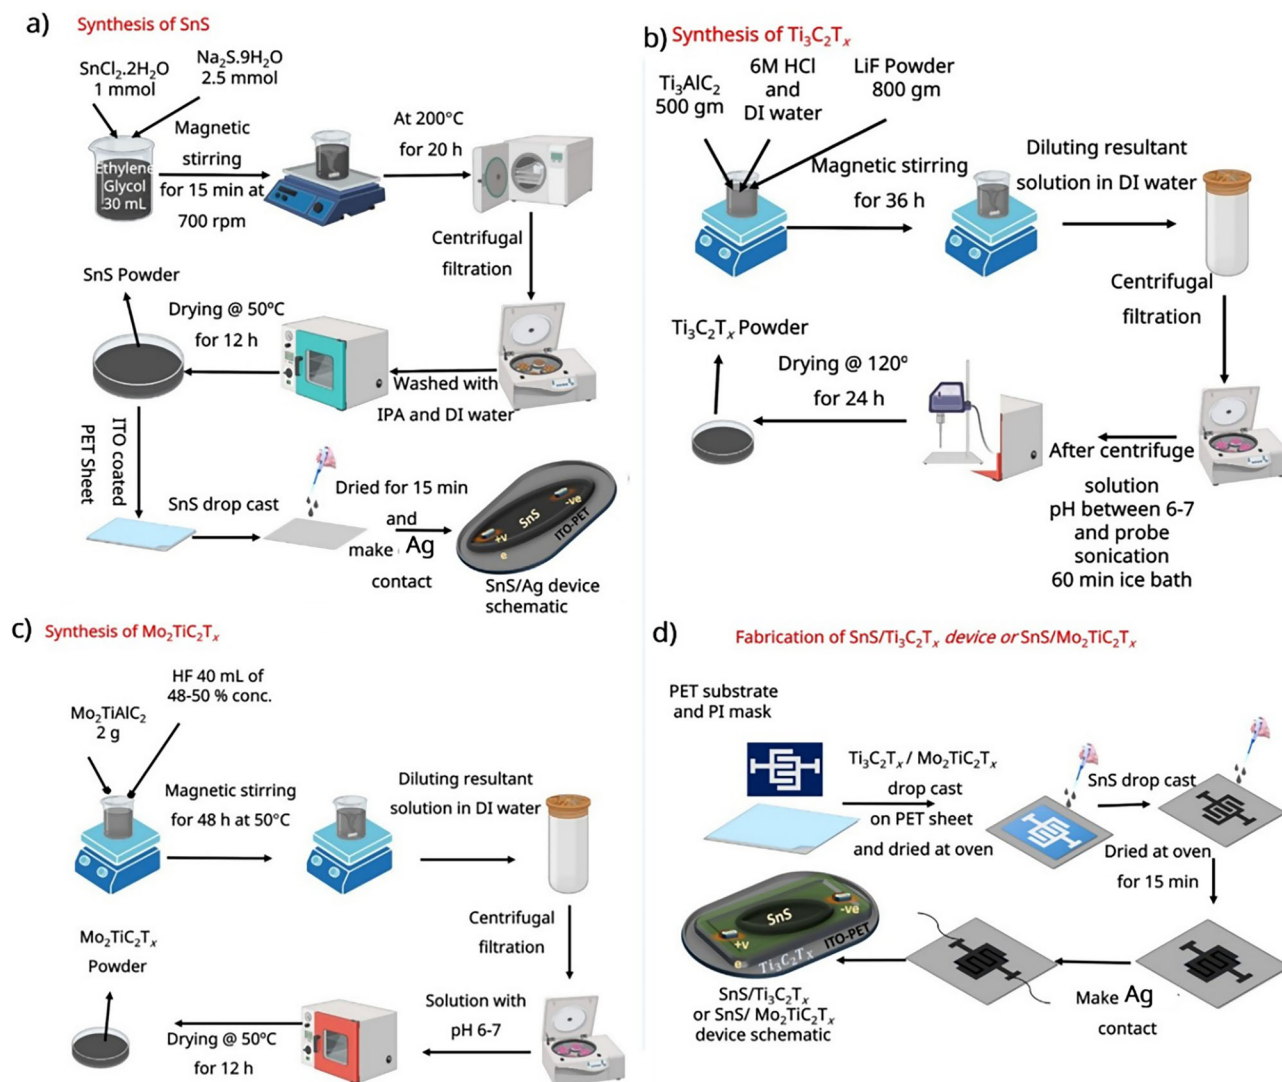 a)
Synthesis of SnS
SnCl₂.2H₂O
1 mmol
Na₂S.9H₂O
2.5 mmol
Ethylene
Glycol
30 mL
Magnetic
stirring
for 15 min at
700 rpm
At 200°C
for 20 h
Centrifugal
filtration
Washed with
IPA and DI water
Drying @ 50°C
for 12 h
SnS Powder
ITO coated
PET Sheet
SnS drop cast
Dried for 15 min
and
make Ag
contact
+v
e
SnS
-ve
ITO-PET
SnS/Ag device
schematic
b)
Synthesis of Ti₃C₂Tₓ
Ti₃AlC₂
500 gm
6M HCl
and
DI water
LiF Powder
800 gm
Magnetic stirring
for 36 h
Diluting resultant
solution in DI water
Centrifugal
filtration
After centrifuge
solution
pH between 6-7
and probe
sonication
60 min ice bath
Drying @ 120°
for 24 h
Ti₃C₂Tₓ Powder
c)
Synthesis of Mo₂TiC₂Tₓ
Mo₂TiAlC₂
2 g
HF 40 mL of
48-50 % conc.
Magnetic stirring
for 48 h at 50°C
Diluting resultant
solution in DI water
Centrifugal
filtration
Solution with
pH 6-7
Drying @ 50°C
for 12 h
Mo₂TiC₂Tₓ
Powder
d)
Fabrication of SnS/Ti₃C₂Tₓ device or SnS/Mo₂TiC₂Tₓ
PET substrate
and PI mask
Ti₃C₂Tₓ / Mo₂TiC₂Tₓ
drop cast
on PET sheet
and dried at oven
SnS drop cast
Dried at oven
for 15 min
Make Ag
contact
SnS
+v
e
-ve
ITO-PET
Ti₃C₂Tₓ
SnS/Ti₃C₂Tₓ
or SnS/ Mo₂TiC₂Tₓ
device schematic